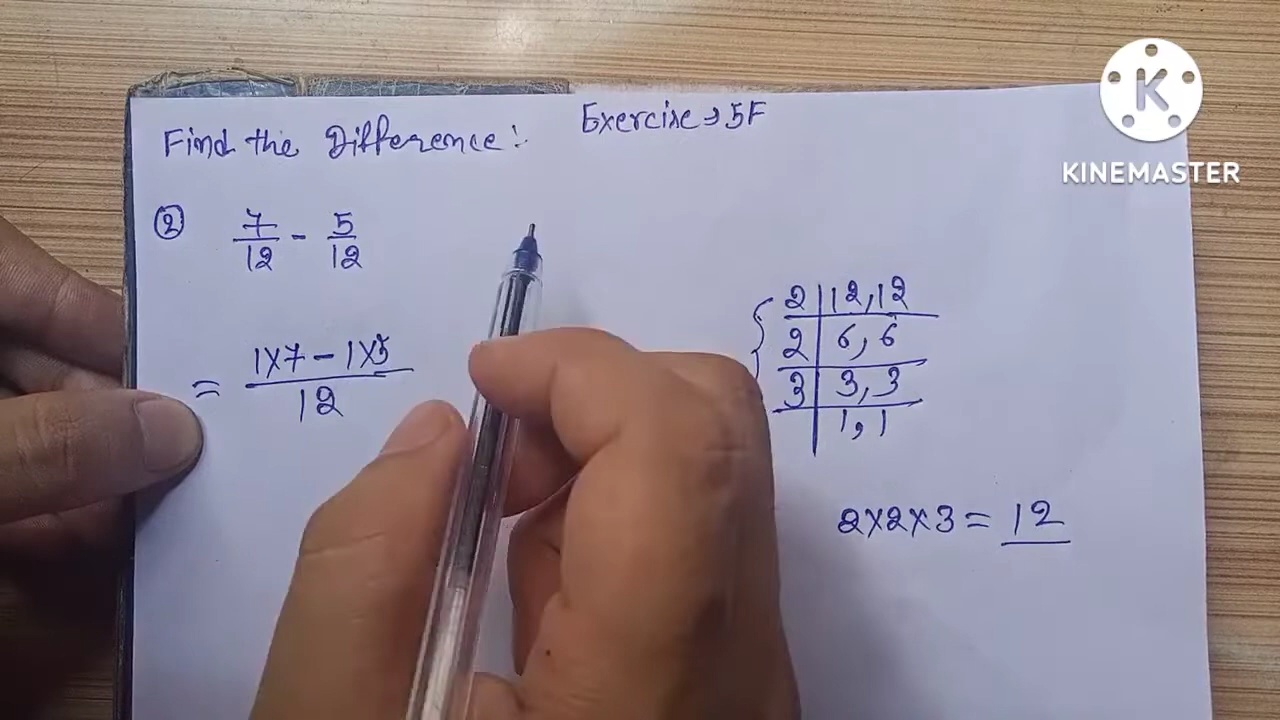 Find the Difference:
Exercise → 5F
② 7/12 - 5/12
= 1×7 - 1×5 / 12
2 | 12, 12
2 | 6, 6
3 | 3, 3
1, 1
2×2×3 = 12
K
KINEMASTER